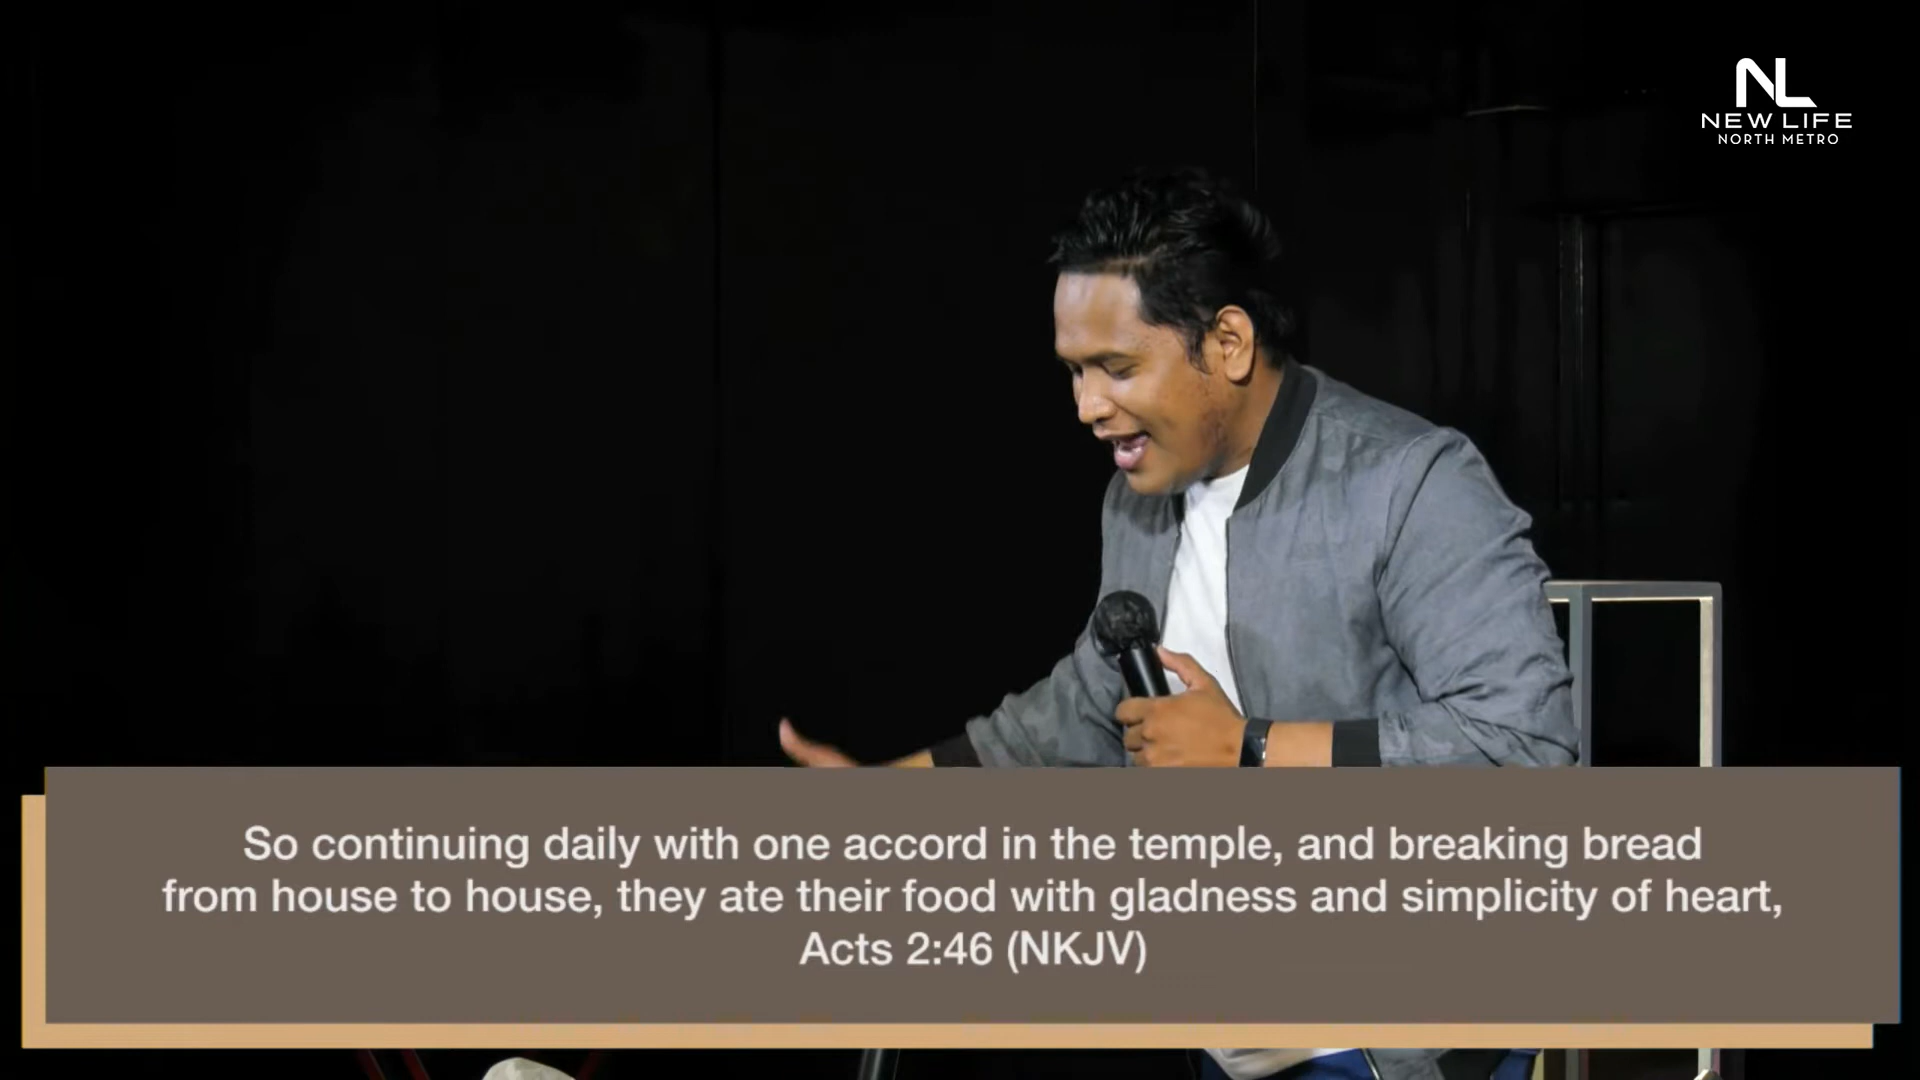 NL
NEW LIFE
NORTH METRO
So continuing daily with one accord in the temple, and breaking bread
from house to house, they ate their food with gladness and simplicity of heart,
Acts 2:46 (NKJV)